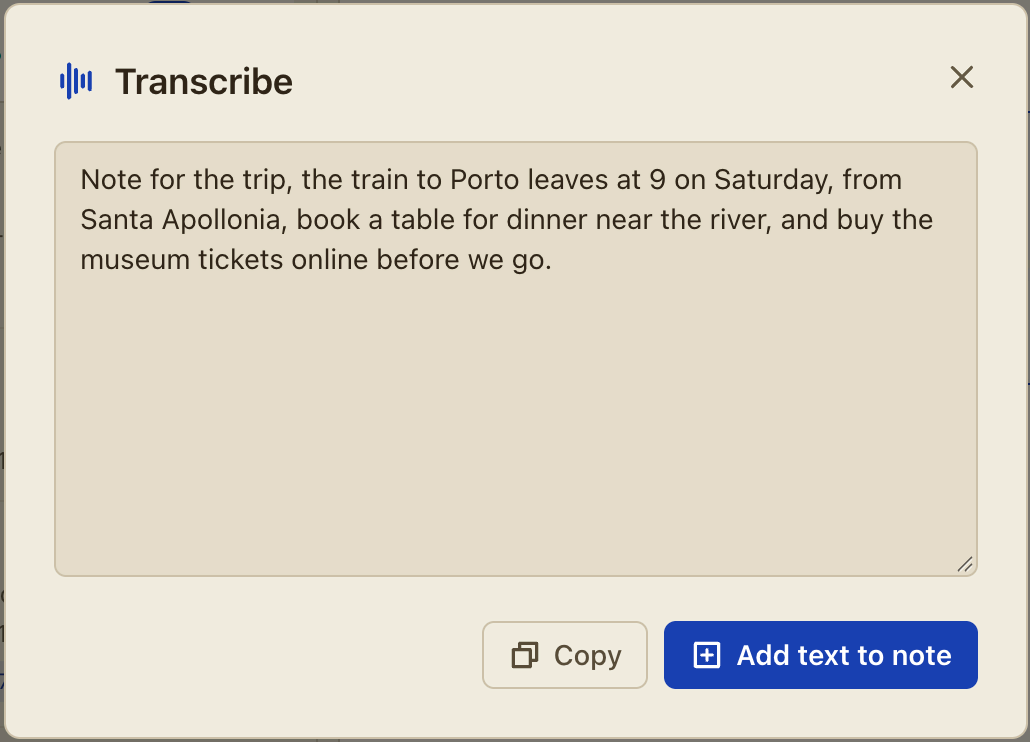 Transcribe
Note for the trip, the train to Porto leaves at 9 on Saturday, from
Santa Apollonia, book a table for dinner near the river, and buy the
museum tickets online before we go.
Copy
Add text to note